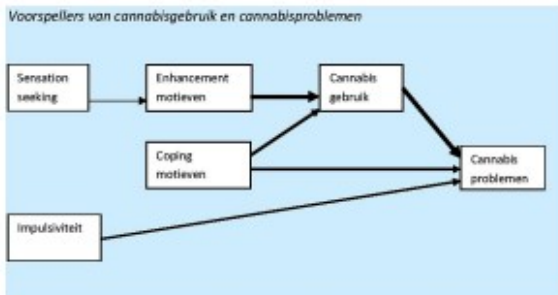 Voorspellers van cannabisgebruik en cannabisproblemen
Sensation
seeking
Enhancement
motieven
Cannabis
gebruik
Coping
motieven
Cannabis
problemen
Impulsiviteit